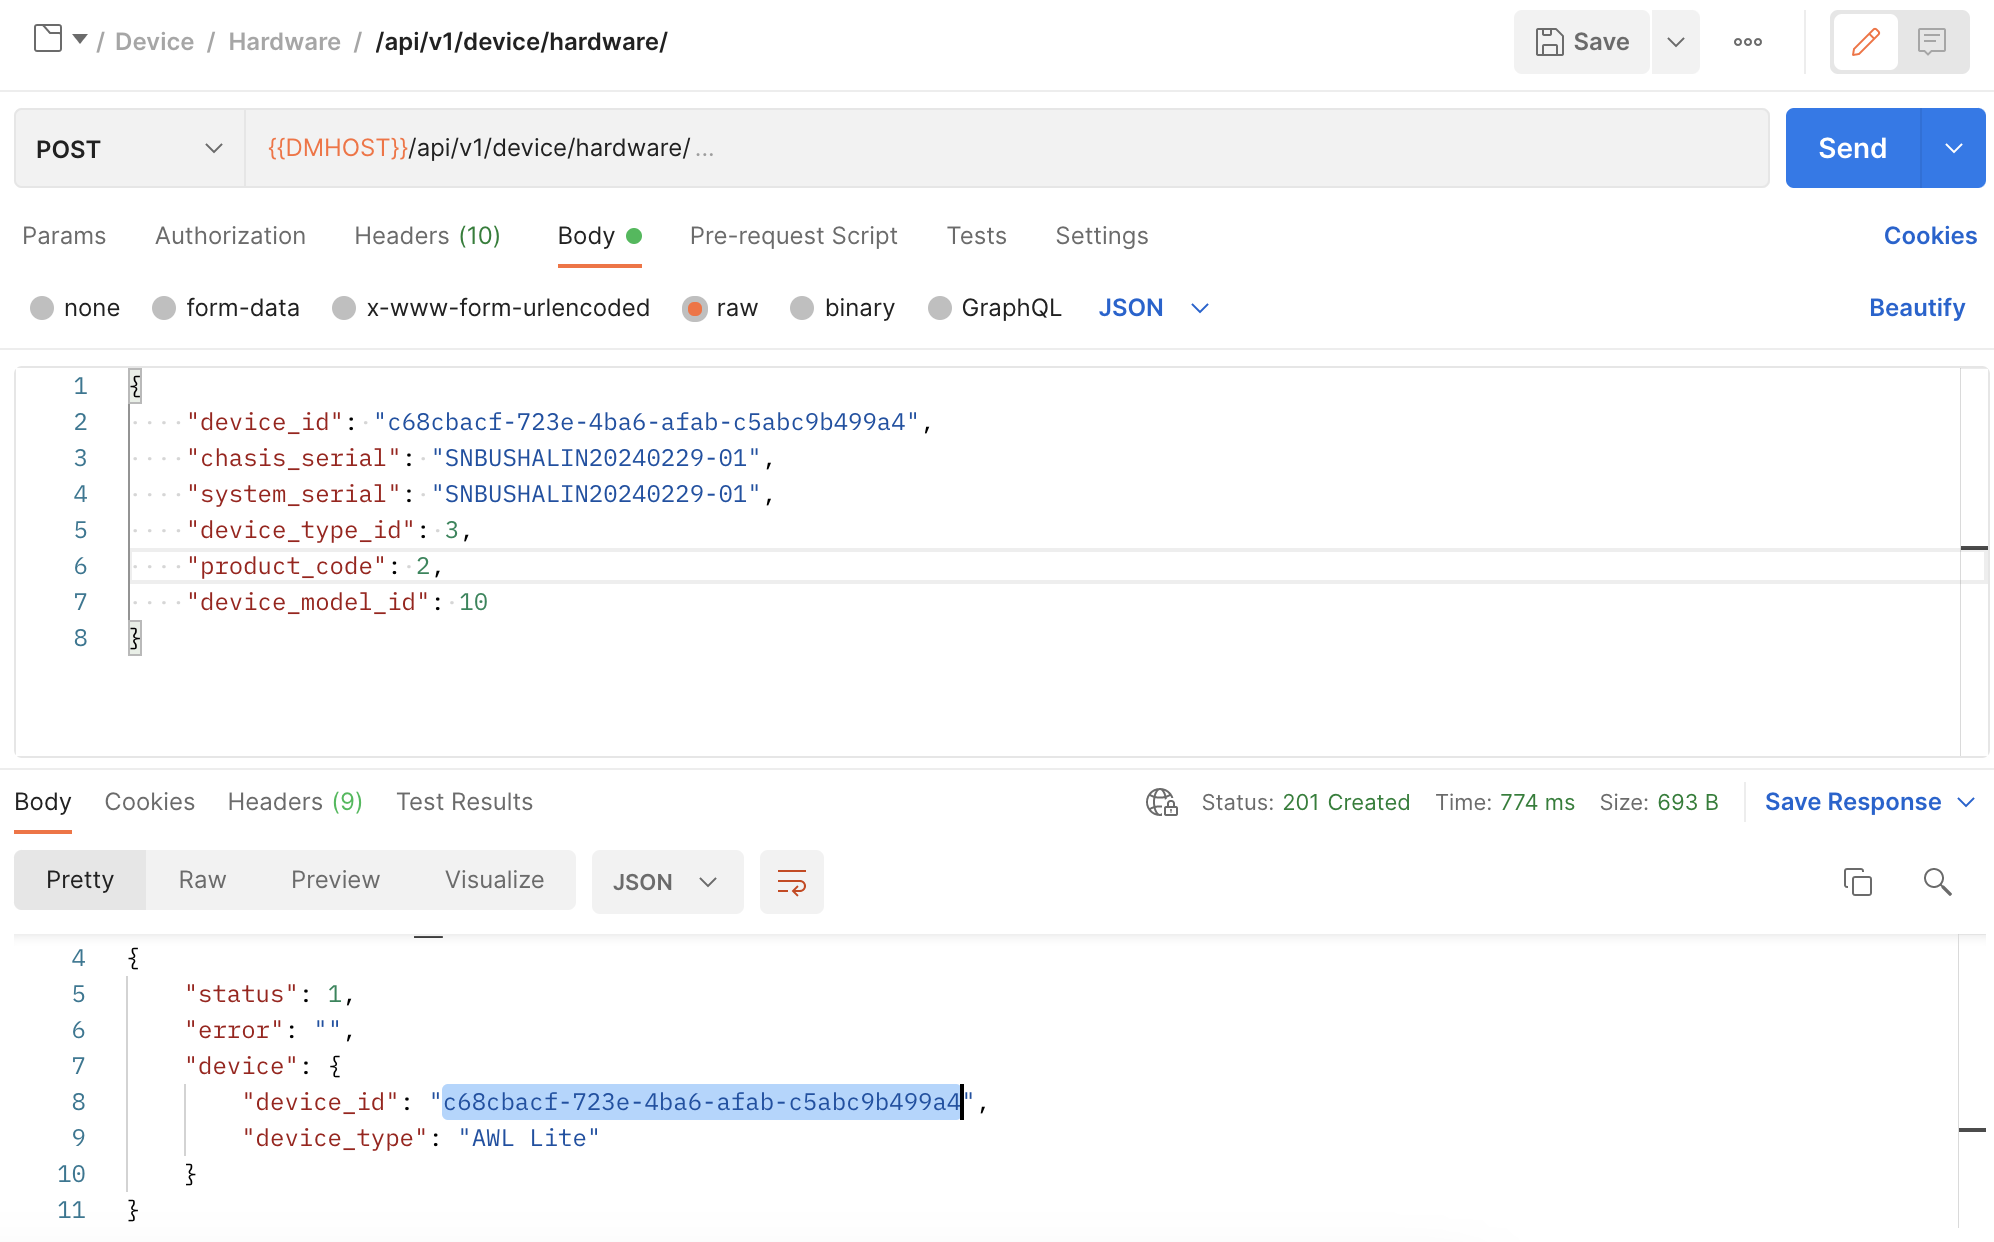 / Device / Hardware / /api/v1/device/hardware/
Save
POST
{{DMHOST}}/api/v1/device/hardware/ ...
Send
Params Authorization Headers (10) Body Pre-request Script Tests Settings Cookies
none form-data x-www-form-urlencoded raw binary GraphQL JSON Beautify
1 {
2 "device_id": "c68cbacf-723e-4ba6-afab-c5abc9b499a4",
3 "chasis_serial": "SNBUSHALIN20240229-01",
4 "system_serial": "SNBUSHALIN20240229-01",
5 "device_type_id": 3,
6 "product_code": 2,
7 "device_model_id": 10
8 }
Body Cookies Headers (9) Test Results Status: 201 Created Time: 774 ms Size: 693 B Save Response
Pretty Raw Preview Visualize JSON
4 {
5 "status": 1,
6 "error": "",
7 "device": {
8 "device_id": "c68cbacf-723e-4ba6-afab-c5abc9b499a4",
9 "device_type": "AWL Lite"
10 }
11 }